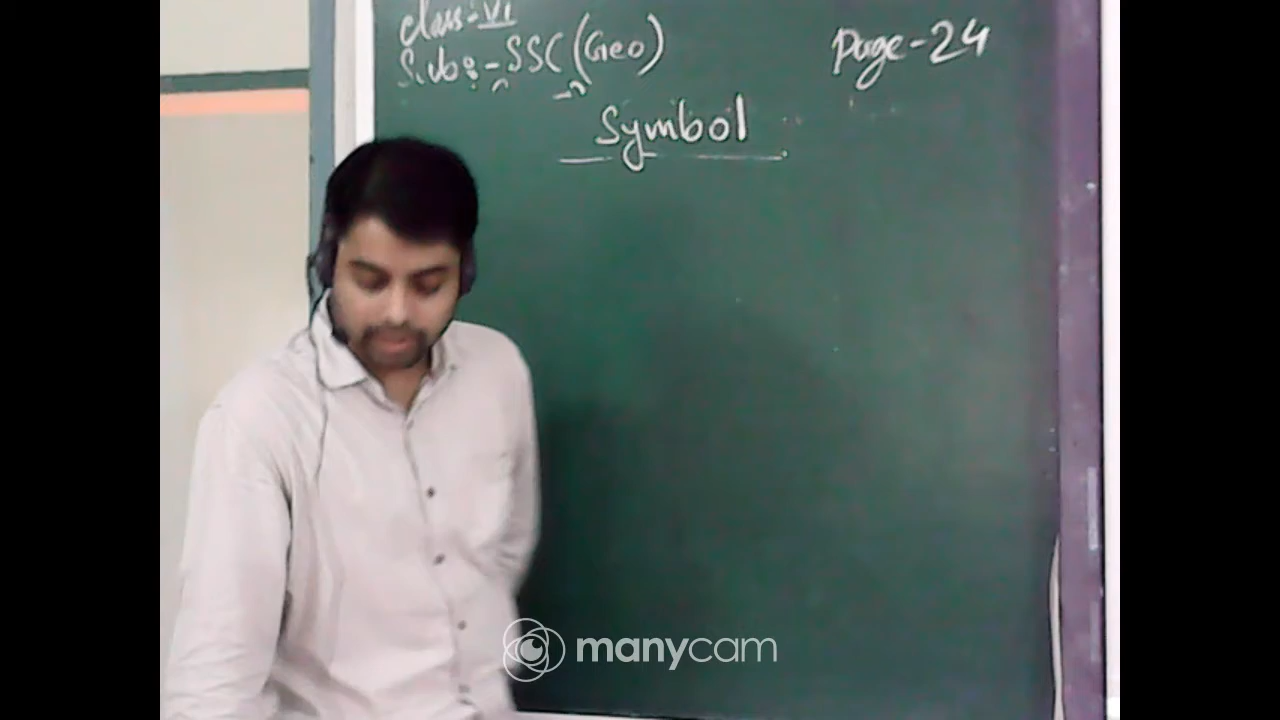 Class- VI
Sub:- SSC (Geo)
Page-24
Symbol
manycam